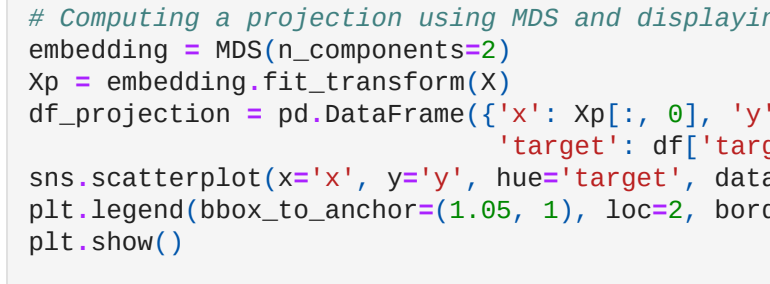 # Computing a projection using MDS and displayin
embedding = MDS(n_components=2)
Xp = embedding.fit_transform(X)
df_projection = pd.DataFrame({'x': Xp[:, 0], 'y'
'target': df['targ
sns.scatterplot(x='x', y='y', hue='target', data
plt.legend(bbox_to_anchor=(1.05, 1), loc=2, bord
plt.show()